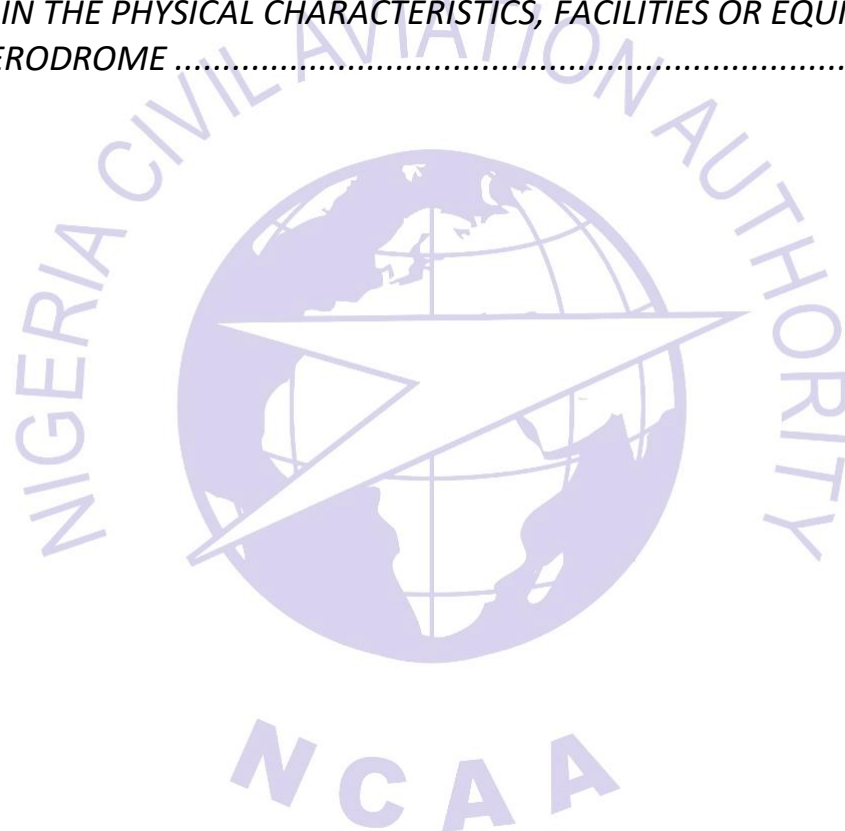 IN THE PHYSICAL CHARACTERISTICS, FACILITIES OR EQUI
ERODROME ...........................................................................
NIGERIA CIVIL AVIATION AUTHORITY
NCAA